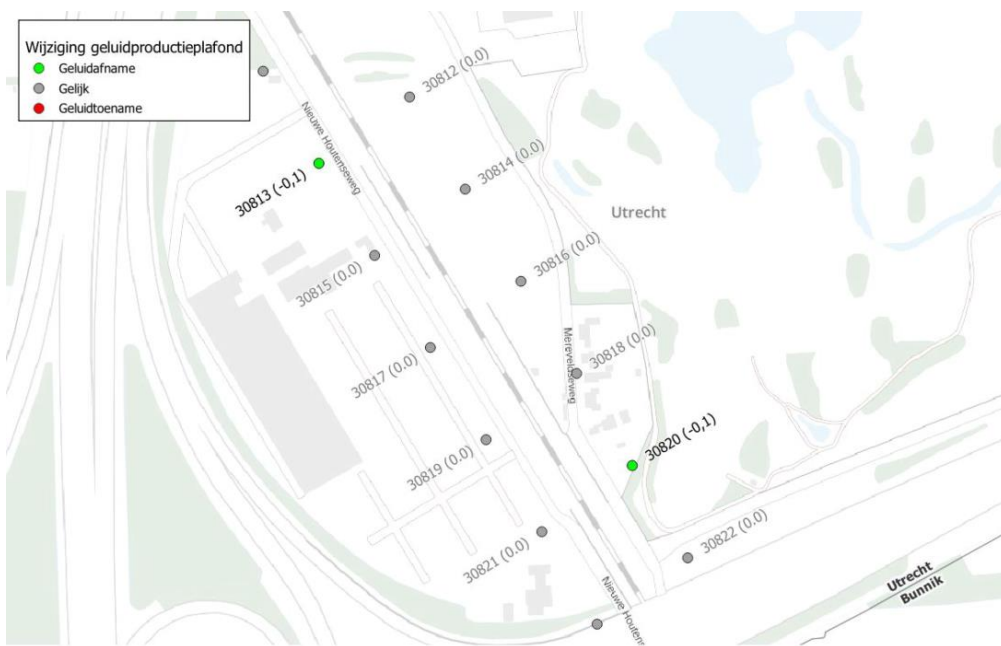 Wijziging geluidproductieplafond
Geluidafname
Gelijk
Geluidtoename
30812 (0.0)
Nieuwe Houtenseweg
30814 (0.0)
30813 (-0,1)
Utrecht
30816 (0.0)
30815 (0.0)
Mereveldseweg
30818 (0.0)
30817 (0.0)
30820 (-0,1)
30819 (0.0)
30822 (0.0)
30821 (0.0)
Utrecht
Bunnik
Nieuwe Houtens